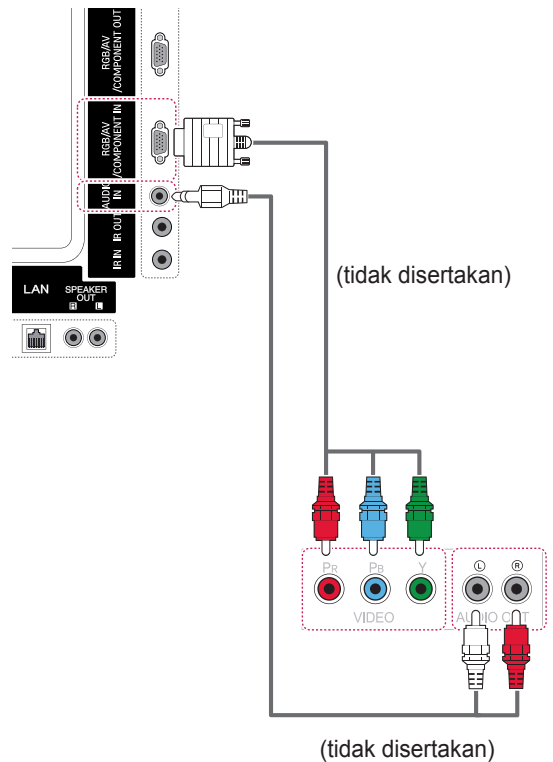 RGB/AV
/COMPONENT OUT
RGB/AV
/COMPONENT IN
AUDIO
IN
IR OUT
IR IN
LAN
SPEAKER
OUT
R L
(tidak disertakan)
PR PB Y
VIDEO
L R
AUDIO OUT
(tidak disertakan)